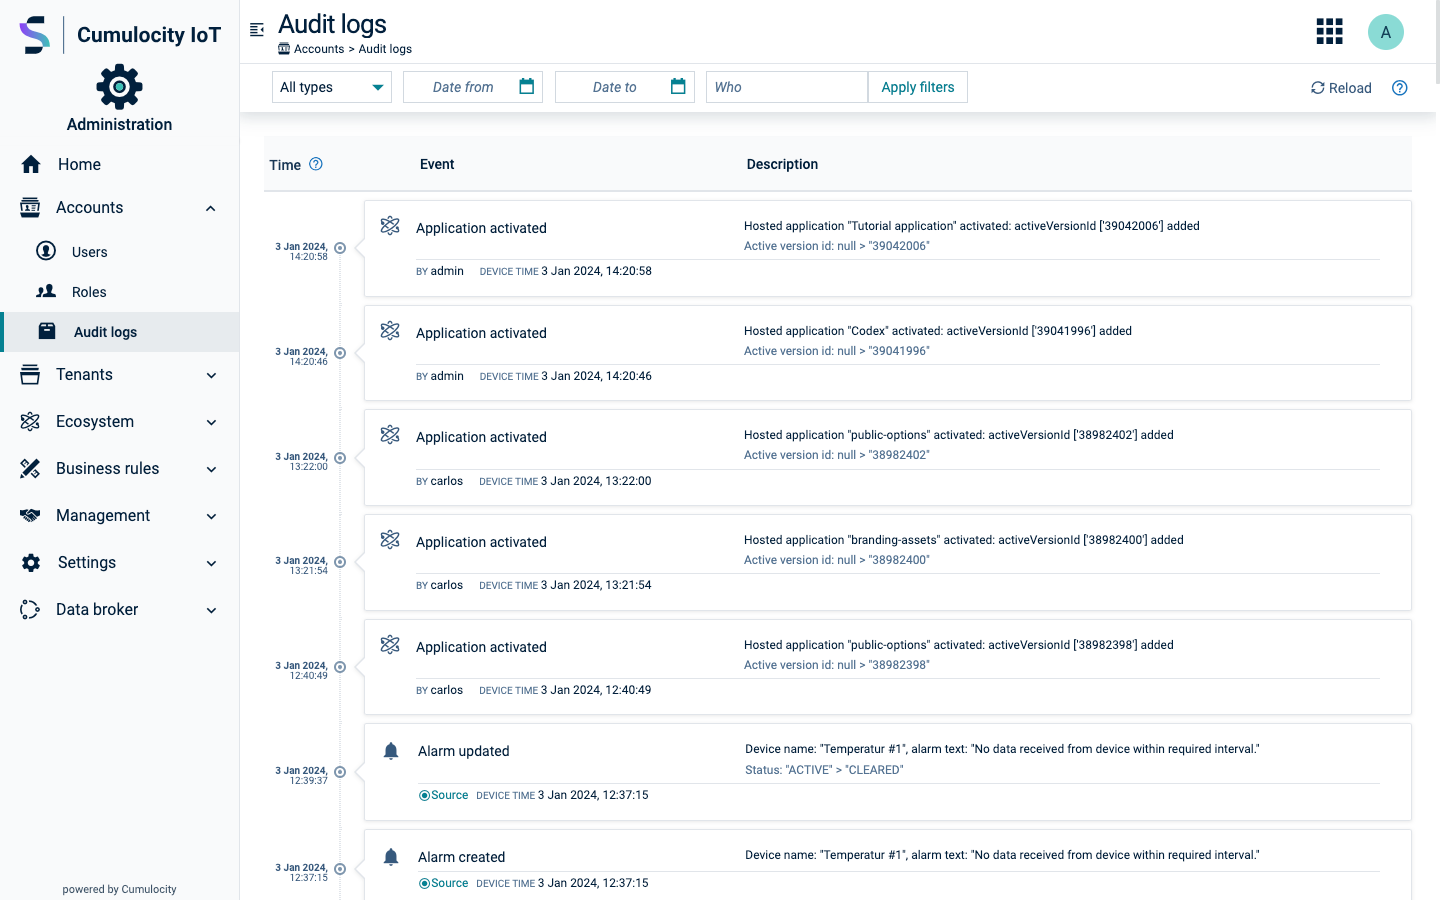 Cumulocity IoT
Administration
Home
Accounts
Users
Roles
Audit logs
Tenants
Ecosystem
Business rules
Management
Settings
Data broker
powered by Cumulocity
Audit logs
Accounts > Audit logs
A
All types
Date from
Date to
Who
Apply filters
Reload
Time
Event
Description
3 Jan 2024,
14:20:58
Application activated
Hosted application "Tutorial application" activated: activeVersionId ['39042006'] added
Active version id: null > "39042006"
BY admin DEVICE TIME 3 Jan 2024, 14:20:58
3 Jan 2024,
14:20:46
Application activated
Hosted application "Codex" activated: activeVersionId ['39041996'] added
Active version id: null > "39041996"
BY admin DEVICE TIME 3 Jan 2024, 14:20:46
3 Jan 2024,
13:22:00
Application activated
Hosted application "public-options" activated: activeVersionId ['38982402'] added
Active version id: null > "38982402"
BY carlos DEVICE TIME 3 Jan 2024, 13:22:00
3 Jan 2024,
13:21:54
Application activated
Hosted application "branding-assets" activated: activeVersionId ['38982400'] added
Active version id: null > "38982400"
BY carlos DEVICE TIME 3 Jan 2024, 13:21:54
3 Jan 2024,
12:40:49
Application activated
Hosted application "public-options" activated: activeVersionId ['38982398'] added
Active version id: null > "38982398"
BY carlos DEVICE TIME 3 Jan 2024, 12:40:49
3 Jan 2024,
12:39:37
Alarm updated
Device name: "Temperatur #1", alarm text: "No data received from device within required interval."
Status: "ACTIVE" > "CLEARED"
Source DEVICE TIME 3 Jan 2024, 12:37:15
3 Jan 2024,
12:37:15
Alarm created
Device name: "Temperatur #1", alarm text: "No data received from device within required interval."
Source DEVICE TIME 3 Jan 2024, 12:37:15